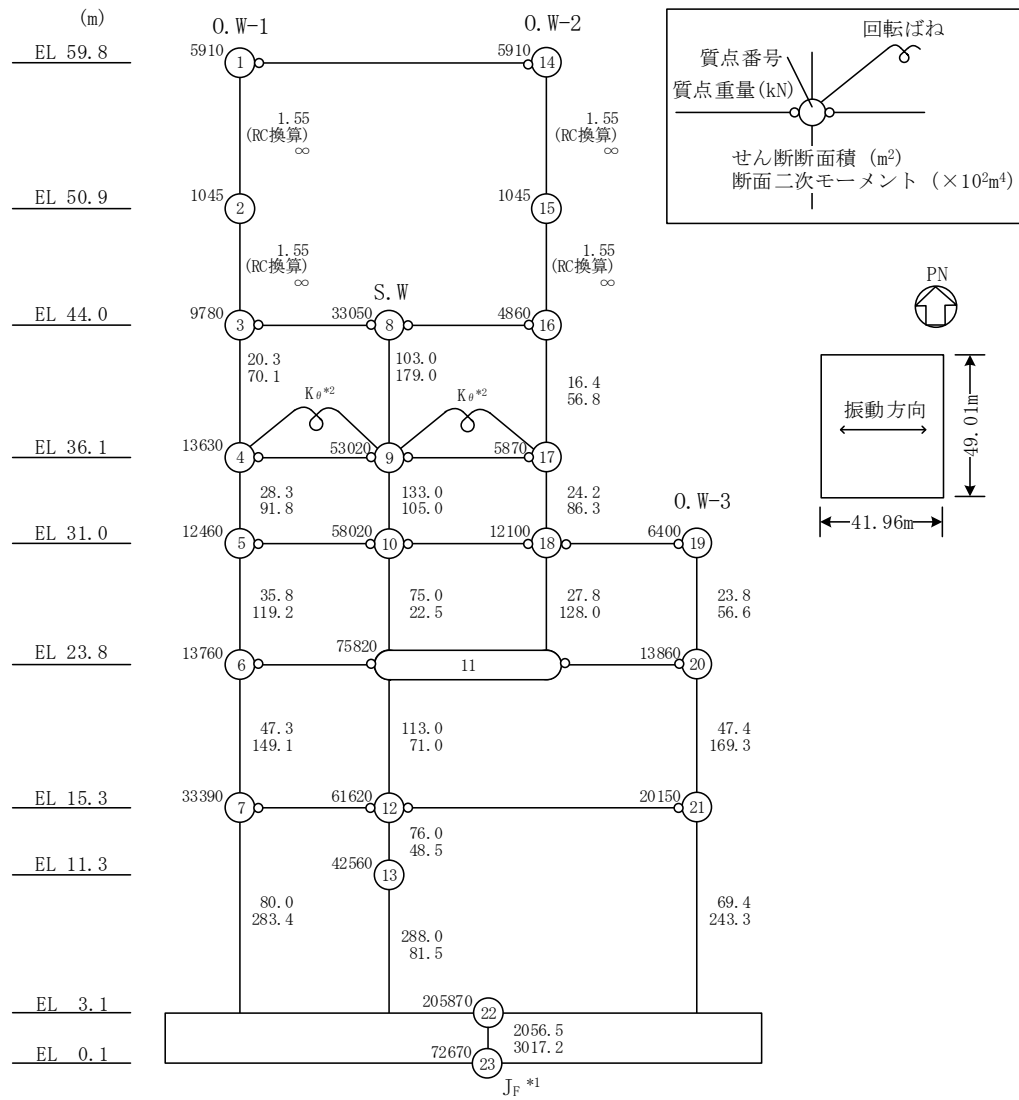 (m)
O.W-1
O.W-2
EL 59.8
5910
1
5910
14
1.55
(RC換算)
∞
1.55
(RC換算)
∞
EL 50.9
1045
2
1045
15
1.55
(RC換算)
∞
1.55
(RC換算)
∞
S.W
EL 44.0
9780
3
33050
8
4860
16
20.3
70.1
103.0
179.0
16.4
56.8
Kθ*2
Kθ*2
EL 36.1
13630
4
53020
9
5870
17
28.3
91.8
133.0
105.0
24.2
86.3
O.W-3
EL 31.0
12460
5
58020
10
12100
18
6400
19
35.8
119.2
75.0
22.5
27.8
128.0
23.8
56.6
EL 23.8
13760
6
75820
11
13860
20
47.3
149.1
113.0
71.0
47.4
169.3
EL 15.3
33390
7
61620
12
20150
21
76.0
48.5
EL 11.3
42560
13
80.0
283.4
288.0
81.5
69.4
243.3
EL 3.1
205870
22
2056.5
3017.2
EL 0.1
72670
23
JF *1
回転ばね
質点番号
質点重量(kN)
せん断断面積 (m²)
断面二次モーメント (×10²m⁴)
PN
振動方向
49.01m
41.96m